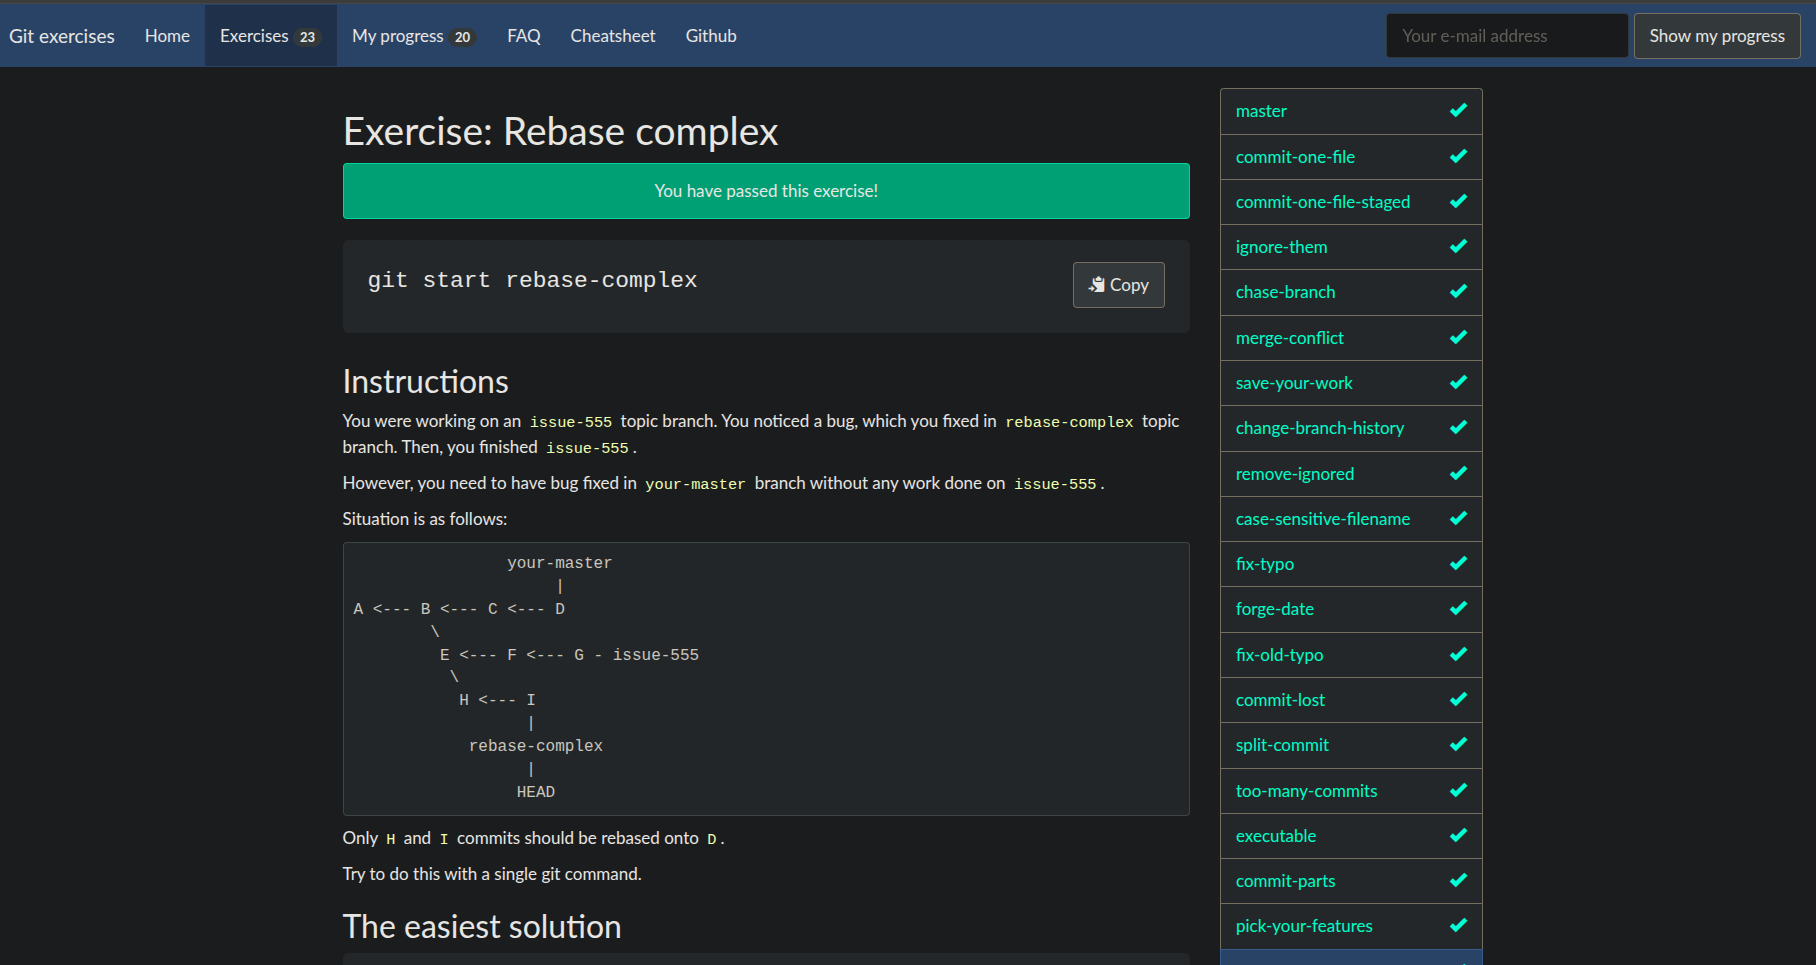 Git exercises Home Exercises 23 My progress 20 FAQ Cheatsheet Github Your e-mail address Show my progress
Exercise: Rebase complex
You have passed this exercise!
git start rebase-complex
Copy
Instructions
You were working on an issue-555 topic branch. You noticed a bug, which you fixed in rebase-complex topic
branch. Then, you finished issue-555.
However, you need to have bug fixed in your-master branch without any work done on issue-555.
Situation is as follows:
                your-master
                     |
A <--- B <--- C <--- D
        \
         E <--- F <--- G - issue-555
          \
           H <--- I
                  |
            rebase-complex
                  |
                 HEAD
Only H and I commits should be rebased onto D.
Try to do this with a single git command.
The easiest solution
master
commit-one-file
commit-one-file-staged
ignore-them
chase-branch
merge-conflict
save-your-work
change-branch-history
remove-ignored
case-sensitive-filename
fix-typo
forge-date
fix-old-typo
commit-lost
split-commit
too-many-commits
executable
commit-parts
pick-your-features